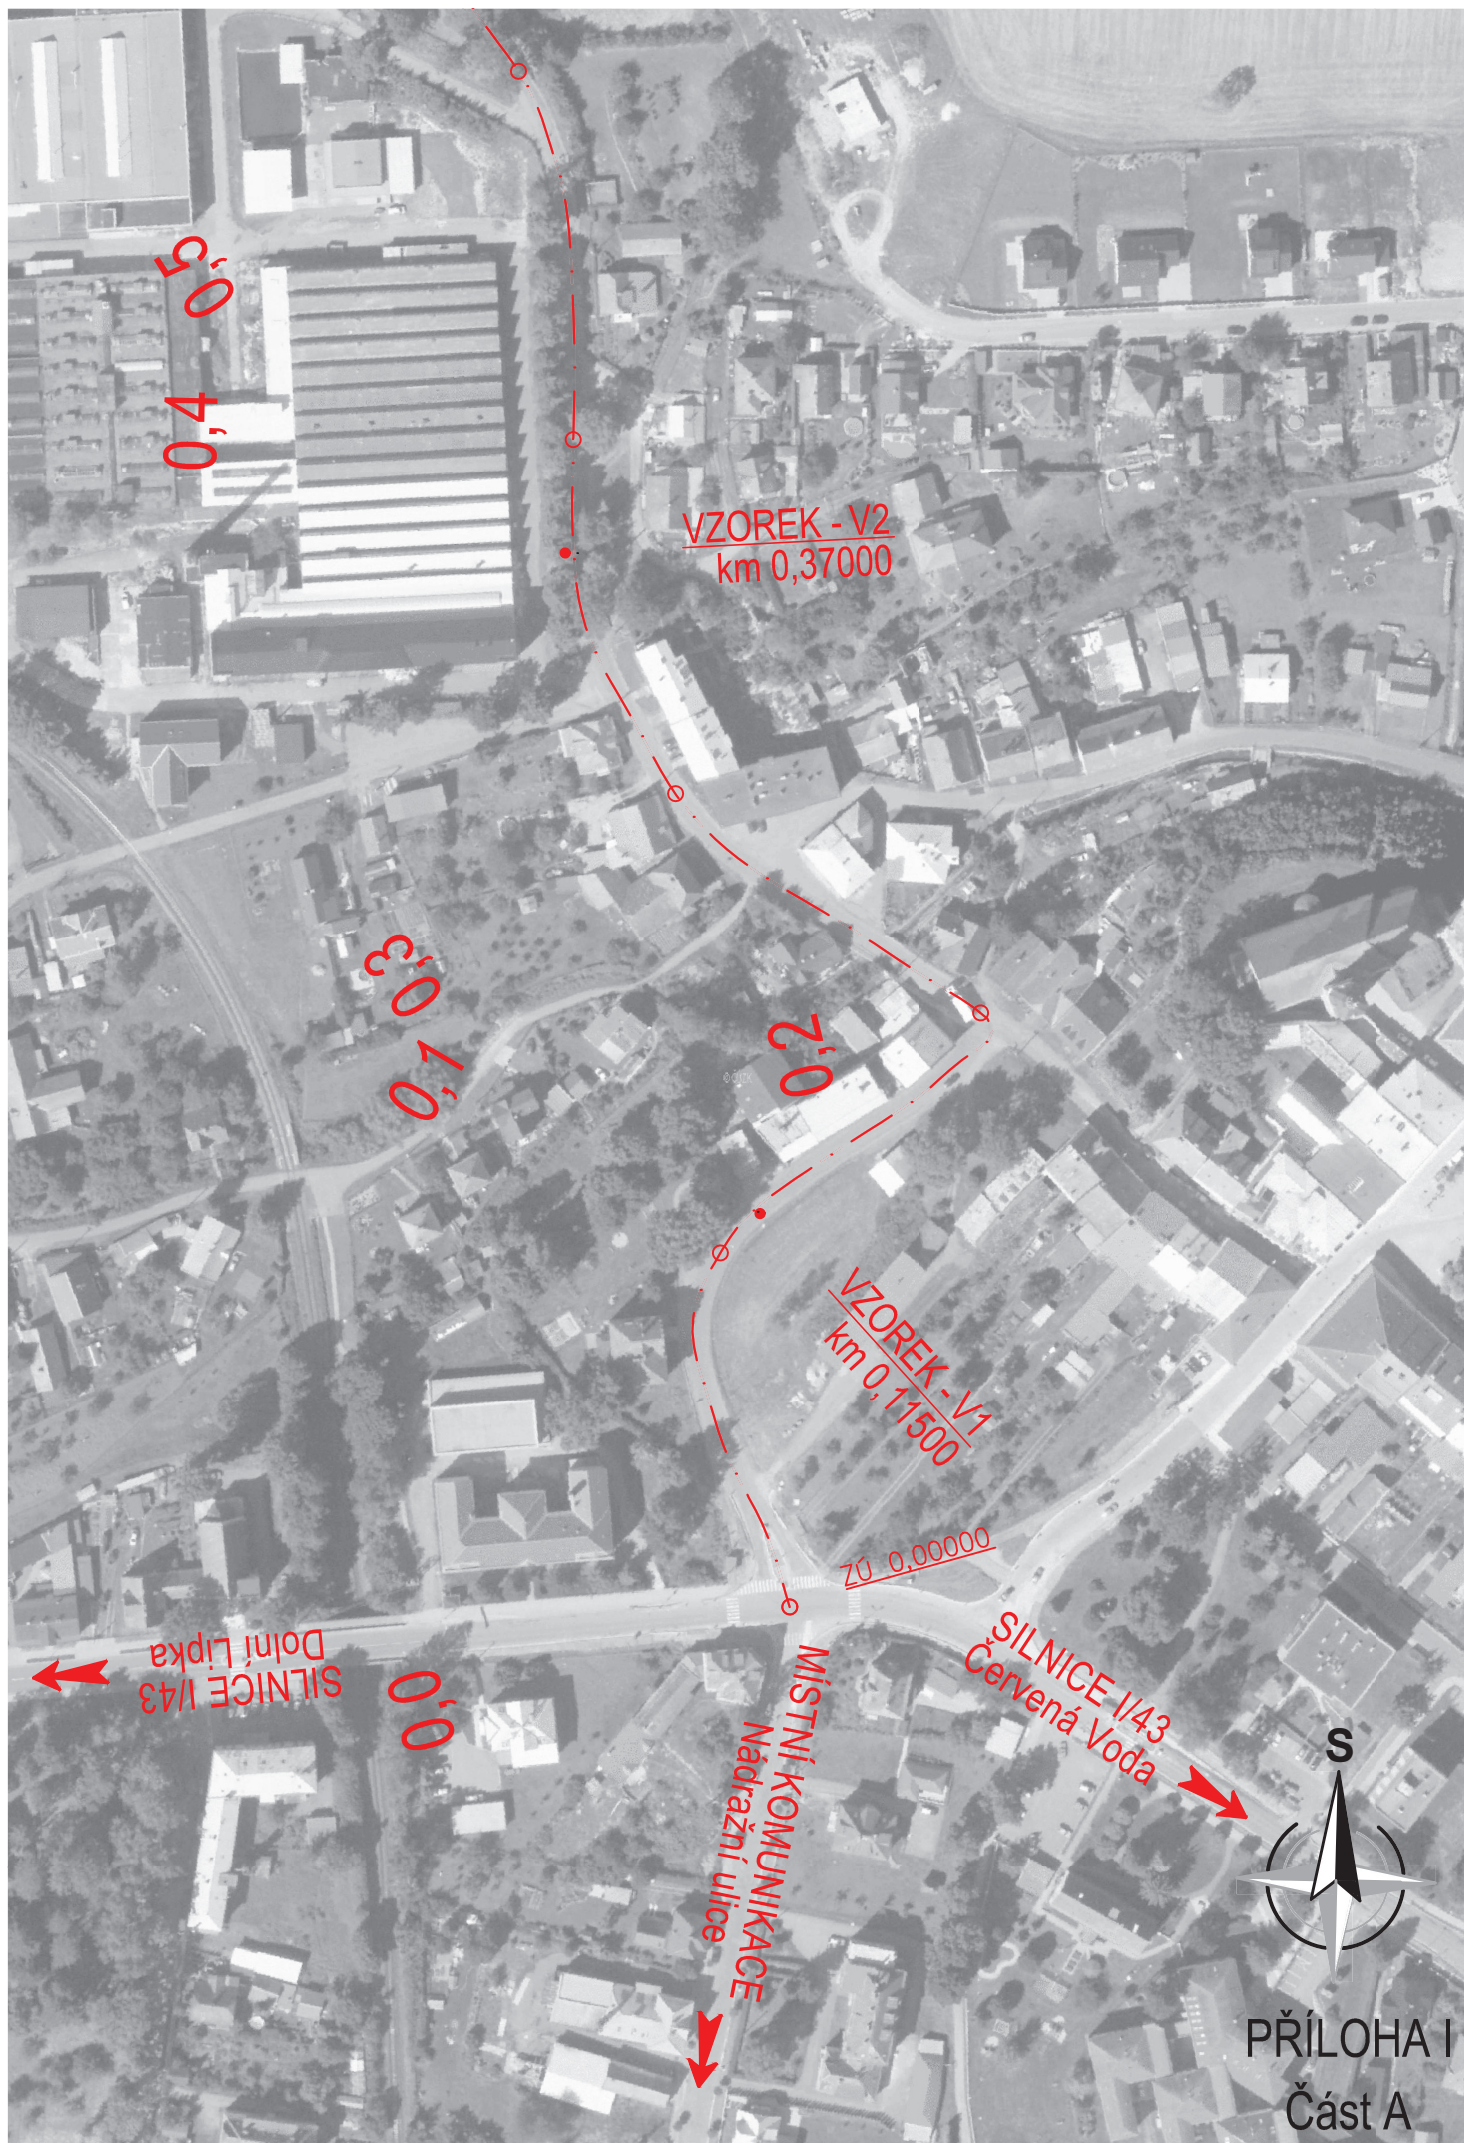 0,5
0,4
VZOREK - V2
km 0,37000
0,3
0,1
0,2
VZOREK - V1
km 0,11500
ZÚ 0,00000
SILNICE I/43
Dolní Lipka
0,0
MÍSTNÍ KOMUNIKACE
Nádražní ulice
SILNICE I/43
Červená Voda
S
PŘÍLOHA I
Část A